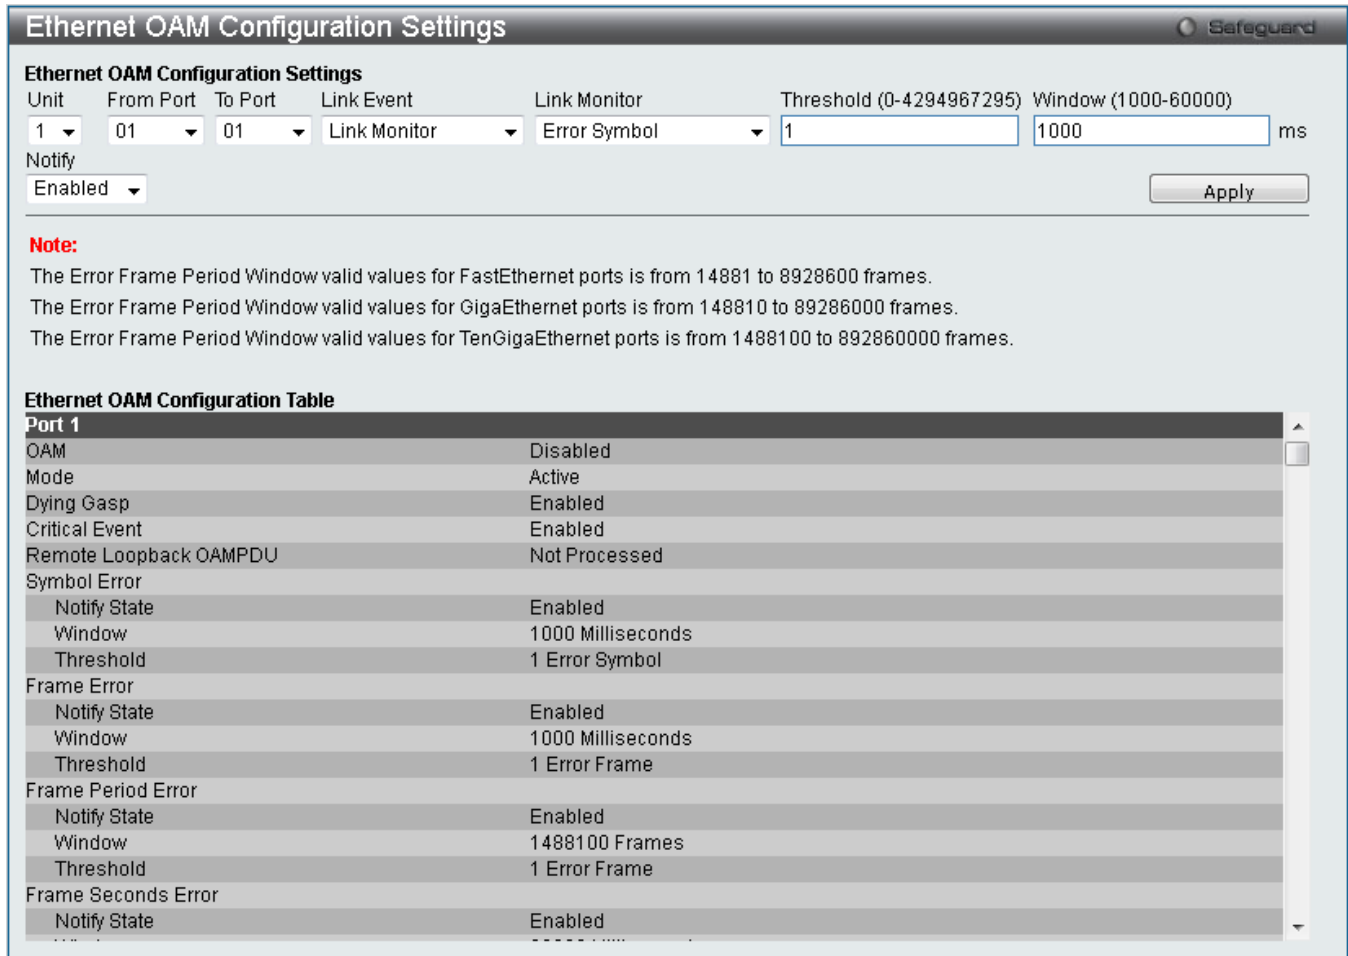 Ethernet OAM Configuration Settings
Safeguard
Ethernet OAM Configuration Settings
Unit From Port To Port Link Event Link Monitor Threshold (0-4294967295) Window (1000-60000)
1 01 01 Link Monitor Error Symbol 1 1000 ms
Notify
Enabled Apply
Note:
The Error Frame Period Window valid values for FastEthernet ports is from 14881 to 8928600 frames.
The Error Frame Period Window valid values for GigaEthernet ports is from 148810 to 89286000 frames.
The Error Frame Period Window valid values for TenGigaEthernet ports is from 1488100 to 892860000 frames.
Ethernet OAM Configuration Table
Port 1
OAM Disabled
Mode Active
Dying Gasp Enabled
Critical Event Enabled
Remote Loopback OAMPDU Not Processed
Symbol Error
Notify State Enabled
Window 1000 Milliseconds
Threshold 1 Error Symbol
Frame Error
Notify State Enabled
Window 1000 Milliseconds
Threshold 1 Error Frame
Frame Period Error
Notify State Enabled
Window 1488100 Frames
Threshold 1 Error Frame
Frame Seconds Error
Notify State Enabled